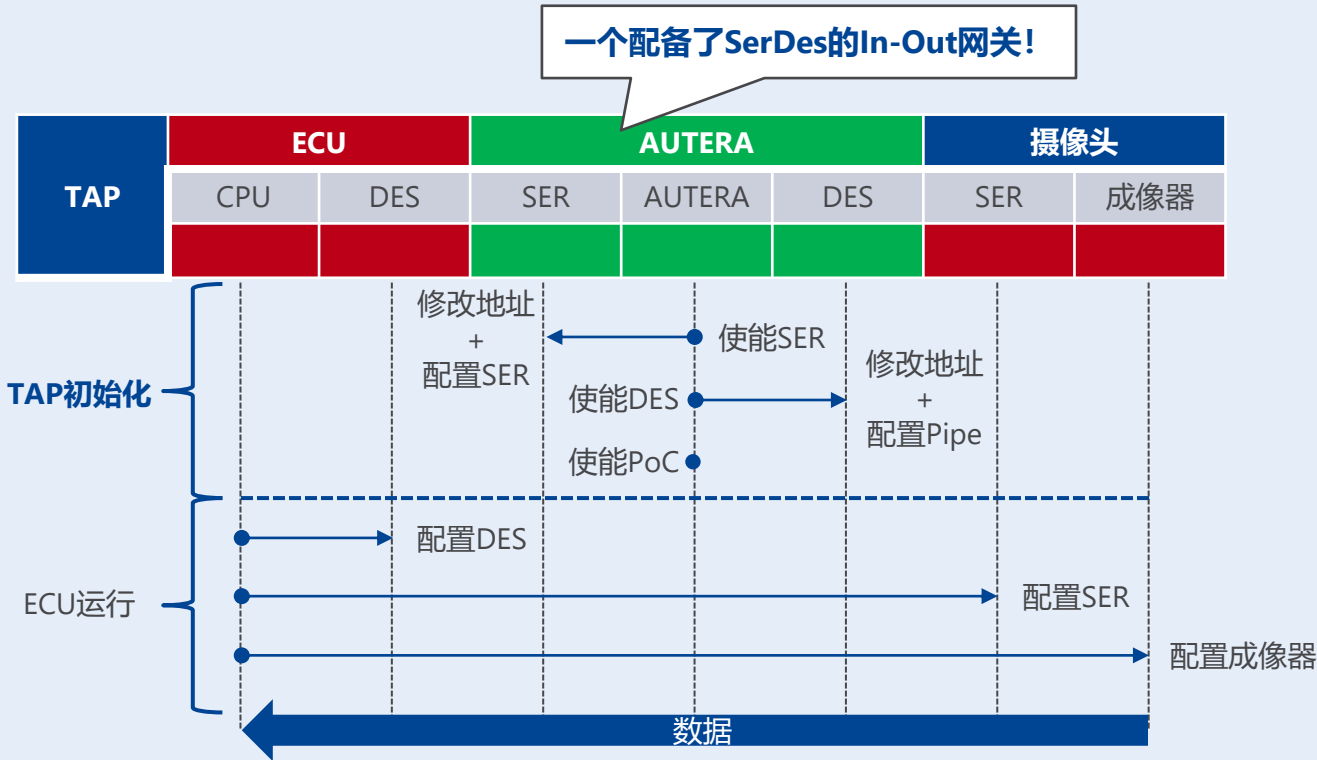 一个配备了SerDes的In-Out网关！
TAP
ECU
AUTERA
摄像头
CPU
DES
SER
AUTERA
DES
SER
成像器
TAP初始化
修改地址
+
配置SER
使能SER
使能DES
修改地址
+
配置Pipe
使能PoC
ECU运行
配置DES
配置SER
配置成像器
数据